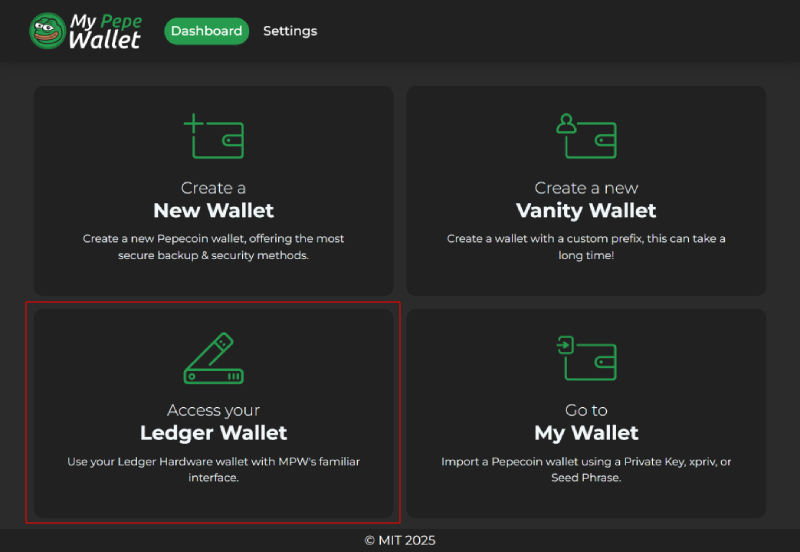 My Pepe
Wallet
Dashboard
Settings
Create a
New Wallet
Create a new Pepecoin wallet, offering the most
secure backup & security methods.
Create a new
Vanity Wallet
Create a wallet with a custom prefix, this can take a
long time!
Access your
Ledger Wallet
Use your Ledger Hardware wallet with MPW's familiar
interface.
Go to
My Wallet
Import a Pepecoin wallet using a Private Key, xpriv, or
Seed Phrase.
© MIT 2025